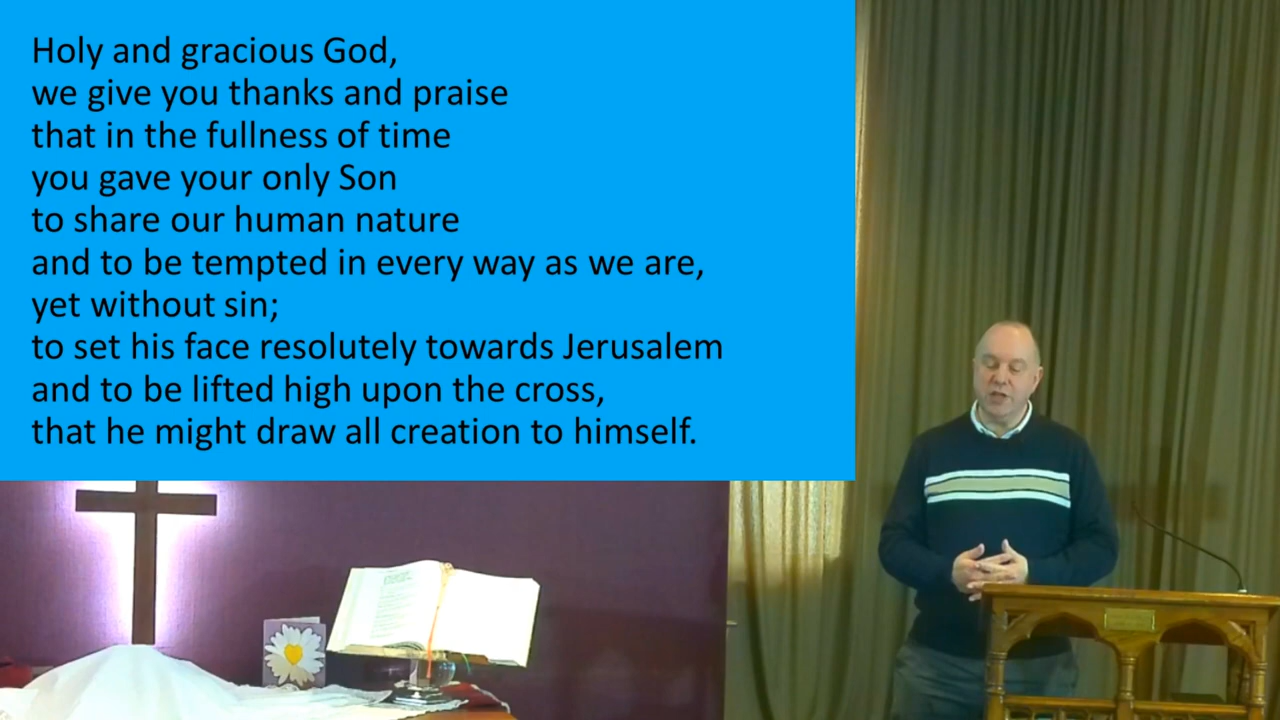 Holy and gracious God,
we give you thanks and praise
that in the fullness of time
you gave your only Son
to share our human nature
and to be tempted in every way as we are,
yet without sin;
to set his face resolutely towards Jerusalem
and to be lifted high upon the cross,
that he might draw all creation to himself.